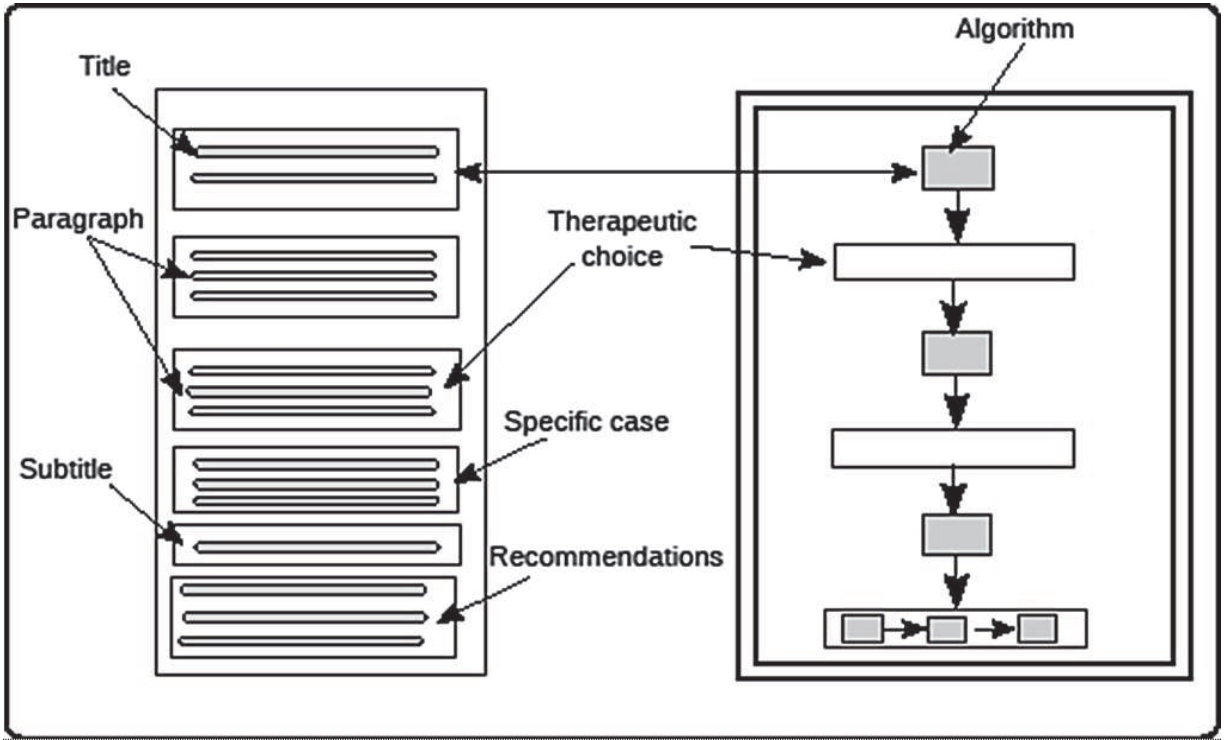 Algorithm
Title
Paragraph
Therapeutic
choice
Specific case
Subtitle
Recommendations